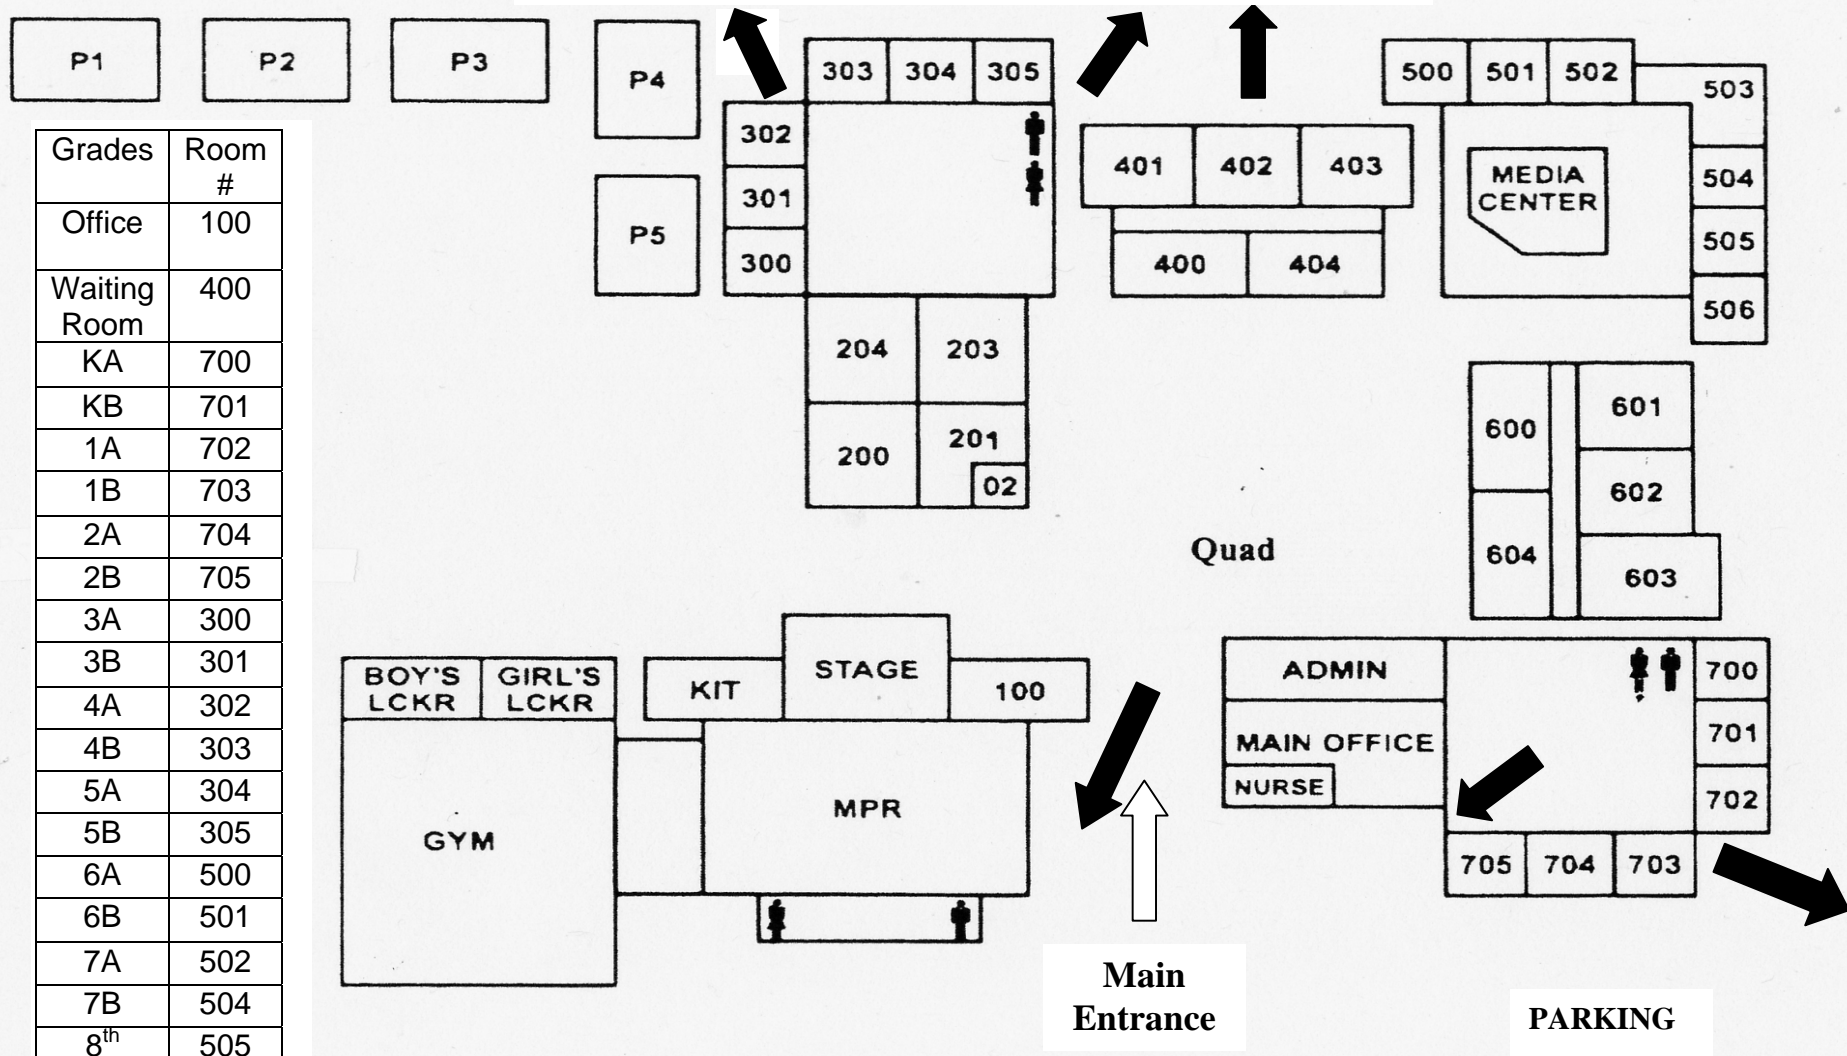 P1
P2
P3
P4
P5
303
304
305
302
301
300
204
203
200
201
02
401
402
403
400
404
500
501
502
503
504
505
506
MEDIA
CENTER
600
601
602
604
603
Quad
Grades
Room
#
Office
100
Waiting
Room
400
KA
700
KB
701
1A
702
1B
703
2A
704
2B
705
3A
300
3B
301
4A
302
4B
303
5A
304
5B
305
6A
500
6B
501
7A
502
7B
504
8th
505
BOY'S
LCKR
GIRL'S
LCKR
KIT
STAGE
100
GYM
MPR
ADMIN
MAIN OFFICE
NURSE
700
701
702
705
704
703
Main
Entrance
PARKING